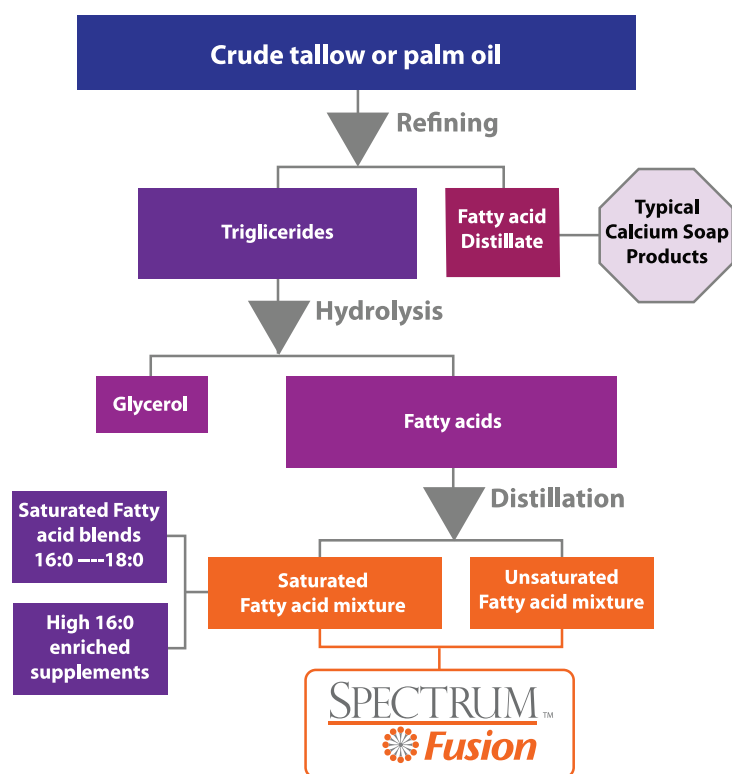 Crude tallow or palm oil
Refining
Triglicerides
Fatty acid
Distillate
Typical
Calcium Soap
Products
Hydrolysis
Glycerol
Fatty acids
Distillation
Saturated Fatty
acid blends
16:0 ----18:0
High 16:0
enriched
supplements
Saturated
Fatty acid mixture
Unsaturated
Fatty acid mixture
SPECTRUM™
Fusion